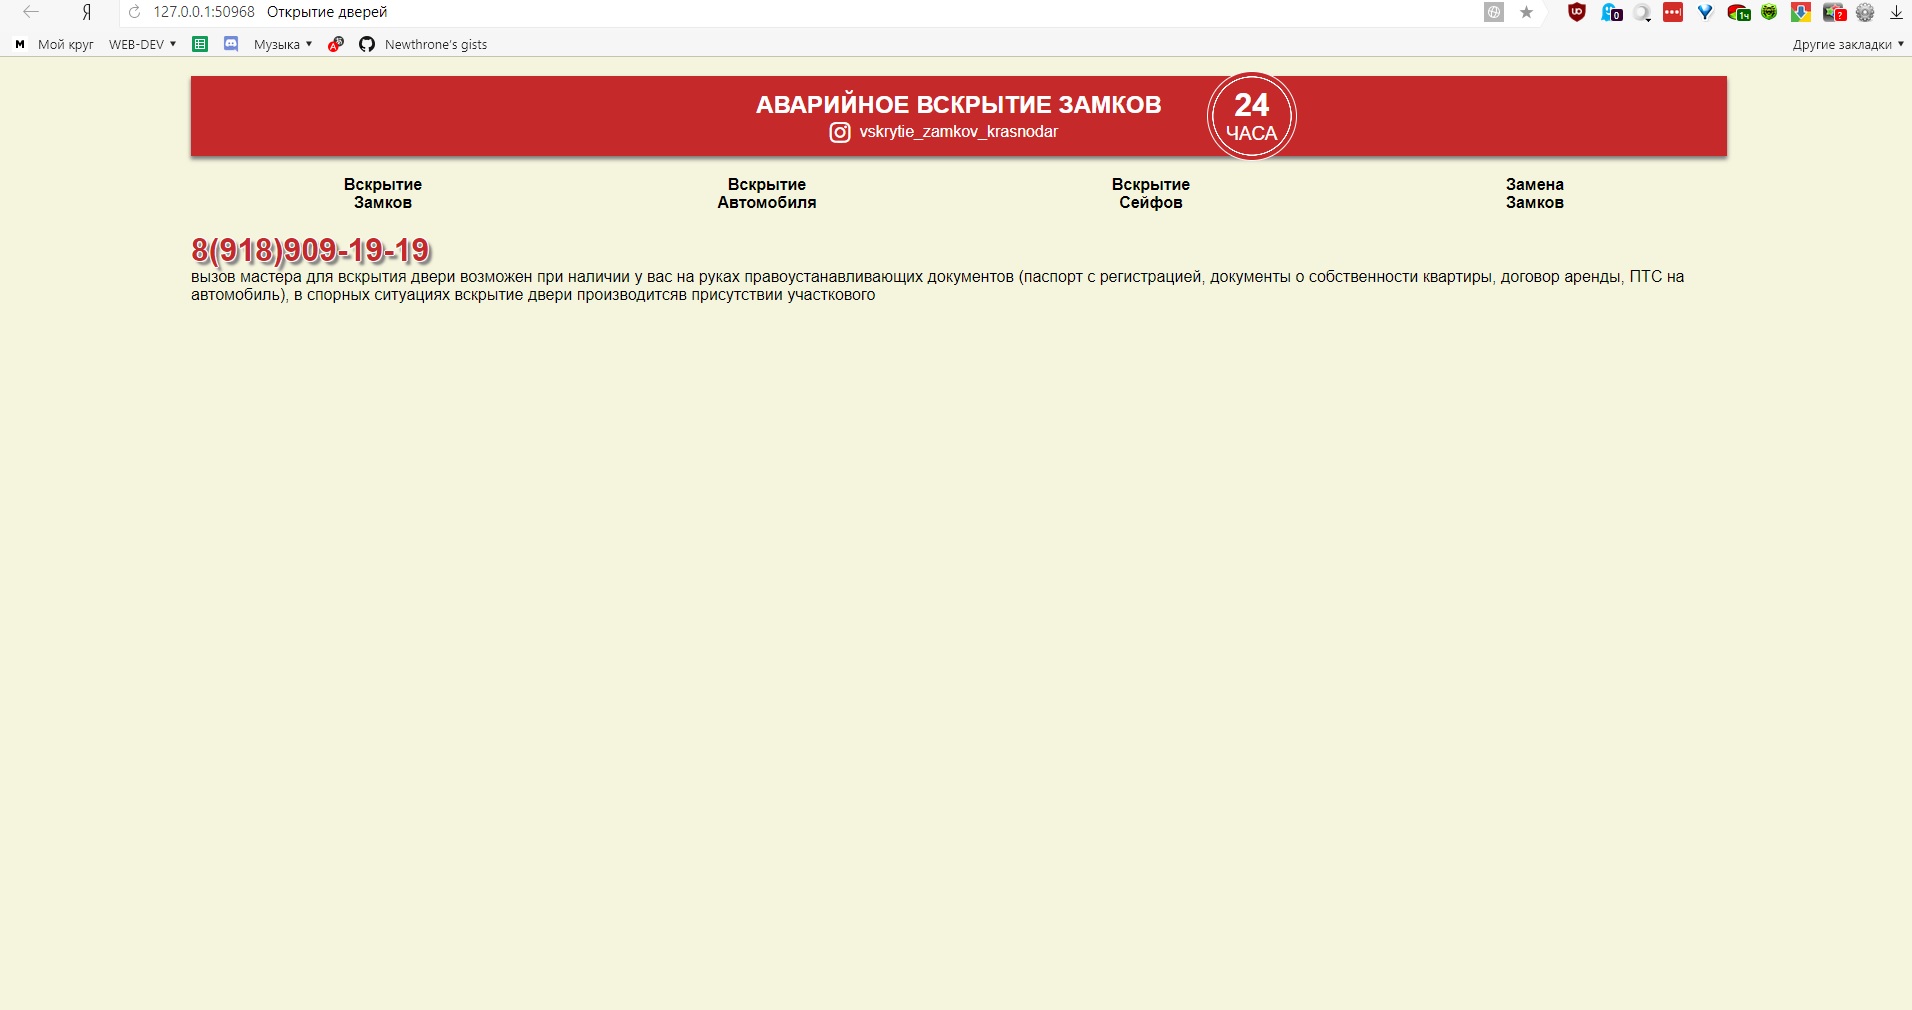 Я 127.0.0.1:50968 Открытие дверей
0 1ч ?
M Мой круг WEB-DEV Музыка Newthrone's gists Другие закладки
АВАРИЙНОЕ ВСКРЫТИЕ ЗАМКОВ
vskrytie_zamkov_krasnodar
24
ЧАСА
Вскрытие
Замков
Вскрытие
Автомобиля
Вскрытие
Сейфов
Замена
Замков
8(918)909-19-19
вызов мастера для вскрытия двери возможен при наличии у вас на руках правоустанавливающих документов (паспорт с регистрацией, документы о собственности квартиры, договор аренды, ПТС на
автомобиль), в спорных ситуациях вскрытие двери производитсяв присутствии участкового